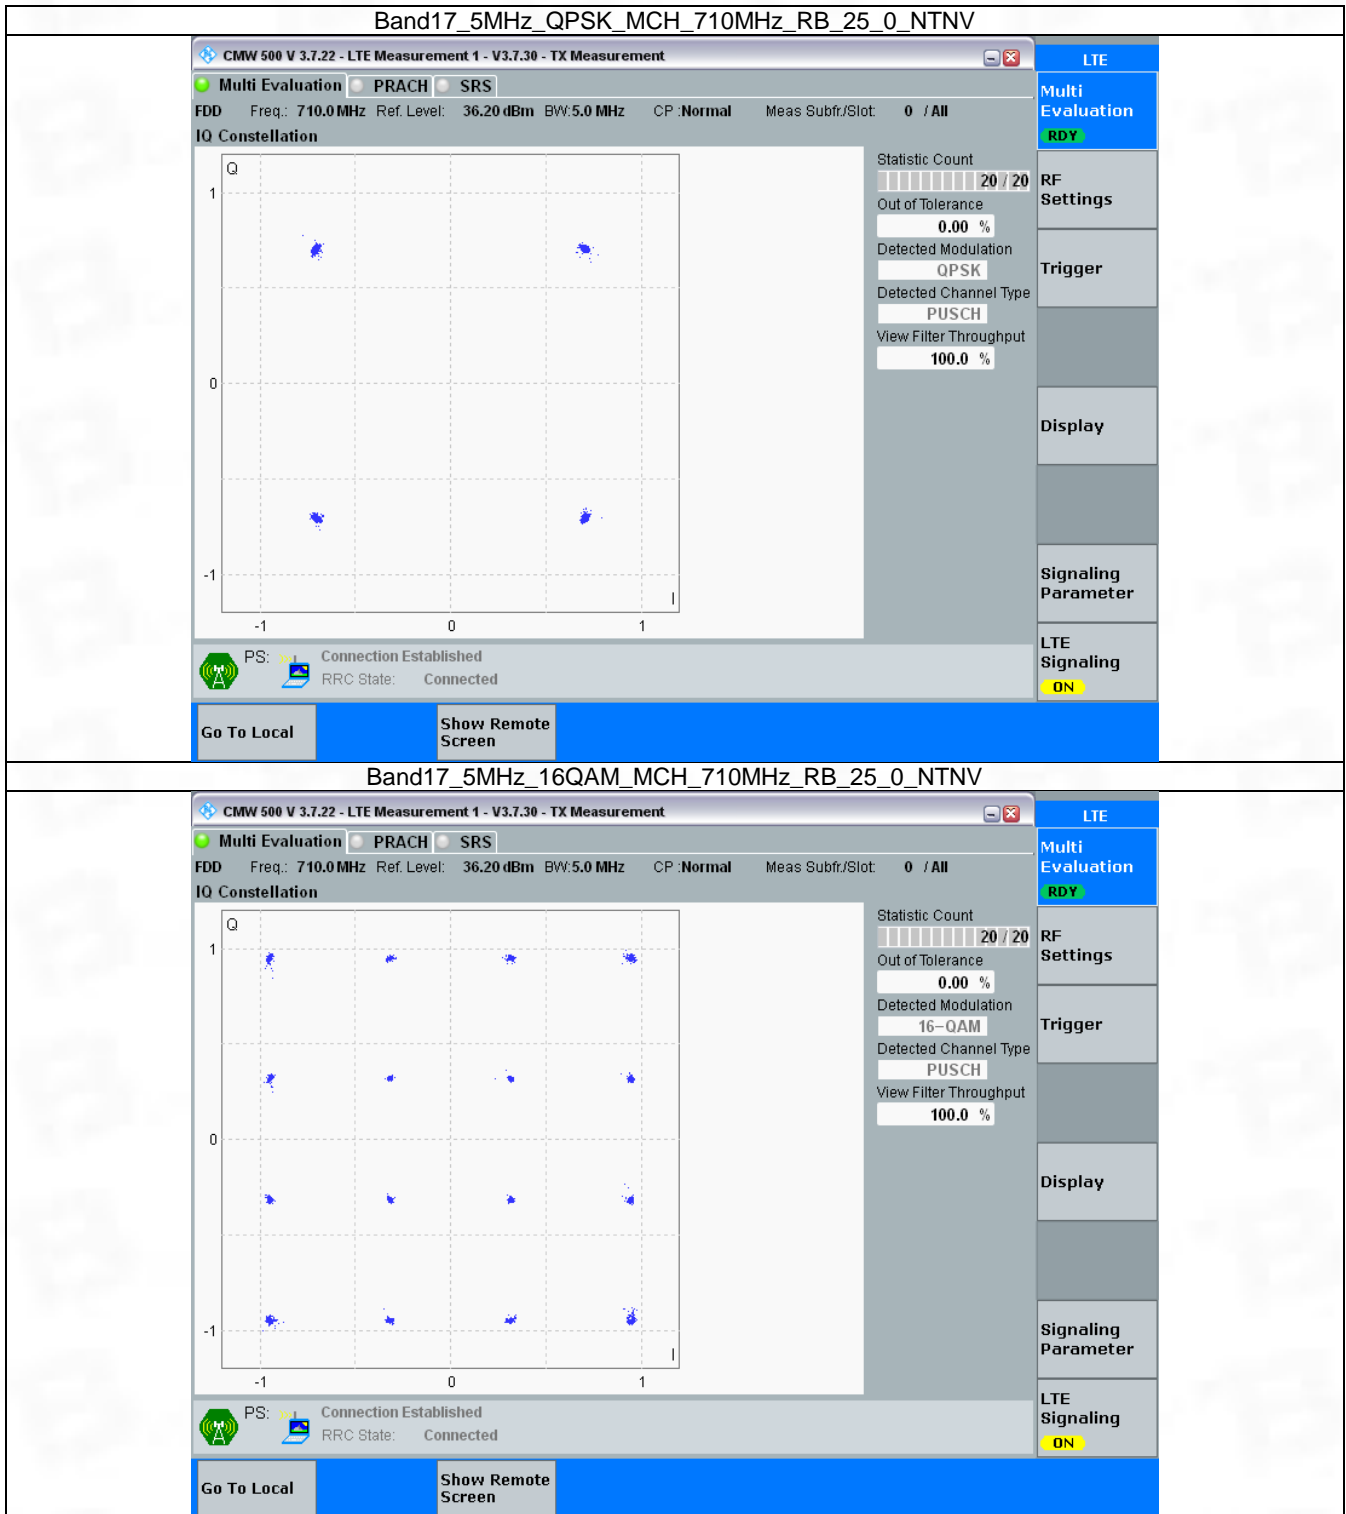 Band17_5MHz_QPSK_MCH_710MHz_RB_25_0_NTNV
CMW 500 V 3.7.22 - LTE Measurement 1 - V3.7.30 - TX Measurement
LTE
Multi Evaluation PRACH SRS
Multi
Evaluation
RDY
FDD Freq.: 710.0 MHz Ref. Level: 36.20 dBm BW:5.0 MHz CP :Normal Meas Subfr./Slot: 0 / All
IQ Constellation
Q
1
0
-1
I
-1 0 1
Statistic Count
20 / 20
Out of Tolerance
0.00 %
Detected Modulation
QPSK
Detected Channel Type
PUSCH
View Filter Throughput
100.0 %
RF
Settings
Trigger
Display
Signaling
Parameter
LTE
Signaling
ON
PS: Connection Established
RRC State: Connected
Go To Local
Show Remote
Screen
Band17_5MHz_16QAM_MCH_710MHz_RB_25_0_NTNV
CMW 500 V 3.7.22 - LTE Measurement 1 - V3.7.30 - TX Measurement
LTE
Multi Evaluation PRACH SRS
Multi
Evaluation
RDY
FDD Freq.: 710.0 MHz Ref. Level: 36.20 dBm BW:5.0 MHz CP :Normal Meas Subfr./Slot: 0 / All
IQ Constellation
Q
1
0
-1
I
-1 0 1
Statistic Count
20 / 20
Out of Tolerance
0.00 %
Detected Modulation
16-QAM
Detected Channel Type
PUSCH
View Filter Throughput
100.0 %
RF
Settings
Trigger
Display
Signaling
Parameter
LTE
Signaling
ON
PS: Connection Established
RRC State: Connected
Go To Local
Show Remote
Screen